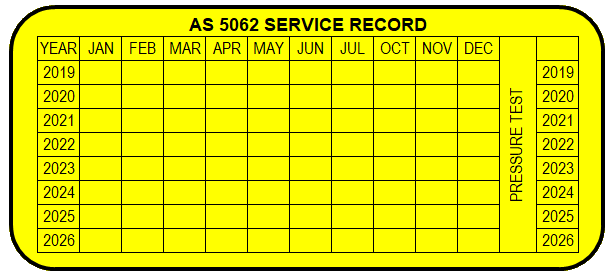 AS 5062 SERVICE RECORD
YEAR JAN FEB MAR APR MAY JUN JUL OCT NOV DEC
PRESSURE TEST
2019 2019
2020 2020
2021 2021
2022 2022
2023 2023
2024 2024
2025 2025
2026 2026